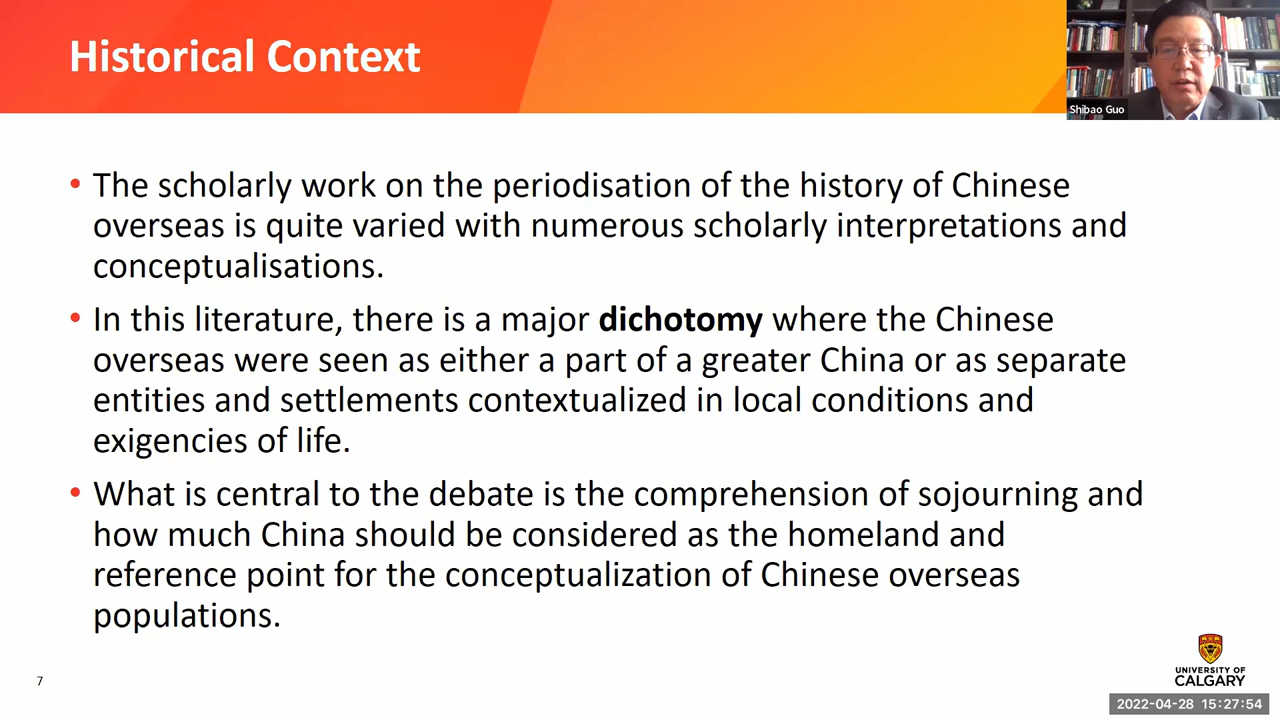 Historical Context
Shibao Guo
• The scholarly work on the periodisation of the history of Chinese
overseas is quite varied with numerous scholarly interpretations and
conceptualisations.
• In this literature, there is a major dichotomy where the Chinese
overseas were seen as either a part of a greater China or as separate
entities and settlements contextualized in local conditions and
exigencies of life.
• What is central to the debate is the comprehension of sojourning and
how much China should be considered as the homeland and
reference point for the conceptualization of Chinese overseas
populations.
7
UNIVERSITY OF
CALGARY
2022-04-28 15:27:54